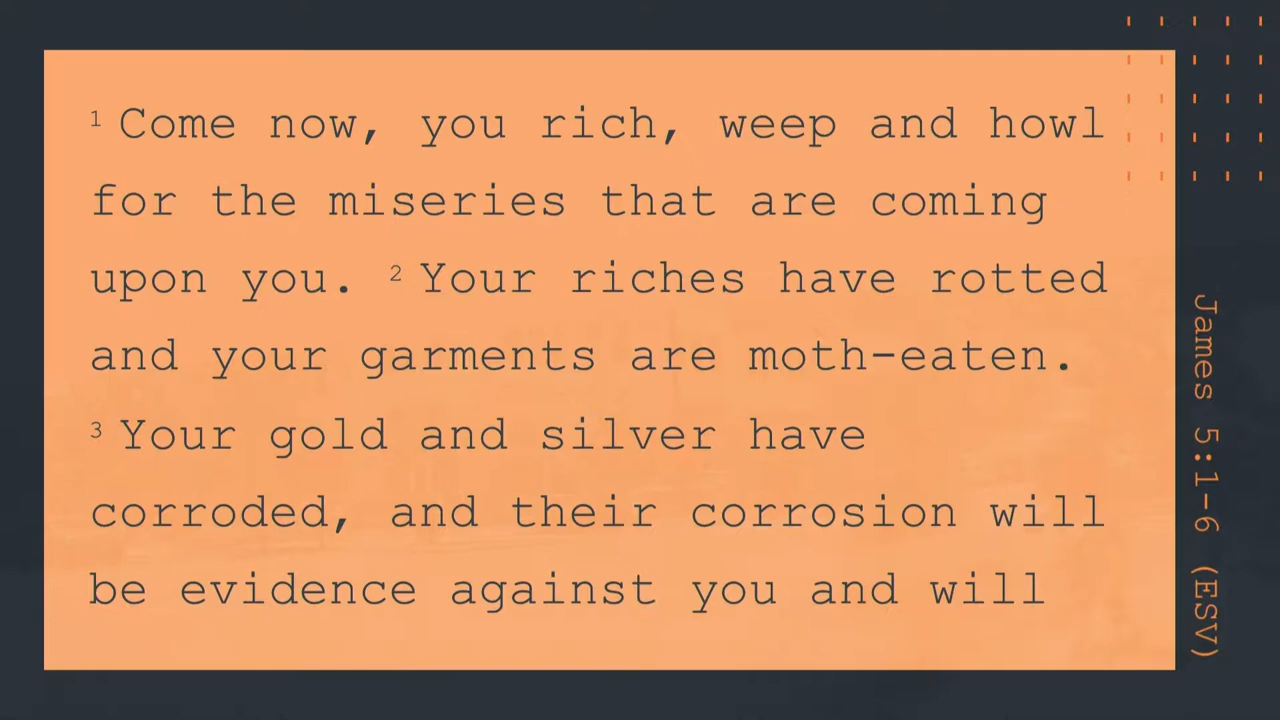 1 Come now, you rich, weep and howl
for the miseries that are coming
upon you. 2 Your riches have rotted
and your garments are moth-eaten.
3 Your gold and silver have
corroded, and their corrosion will
be evidence against you and will
James 5:1-6 (ESV)